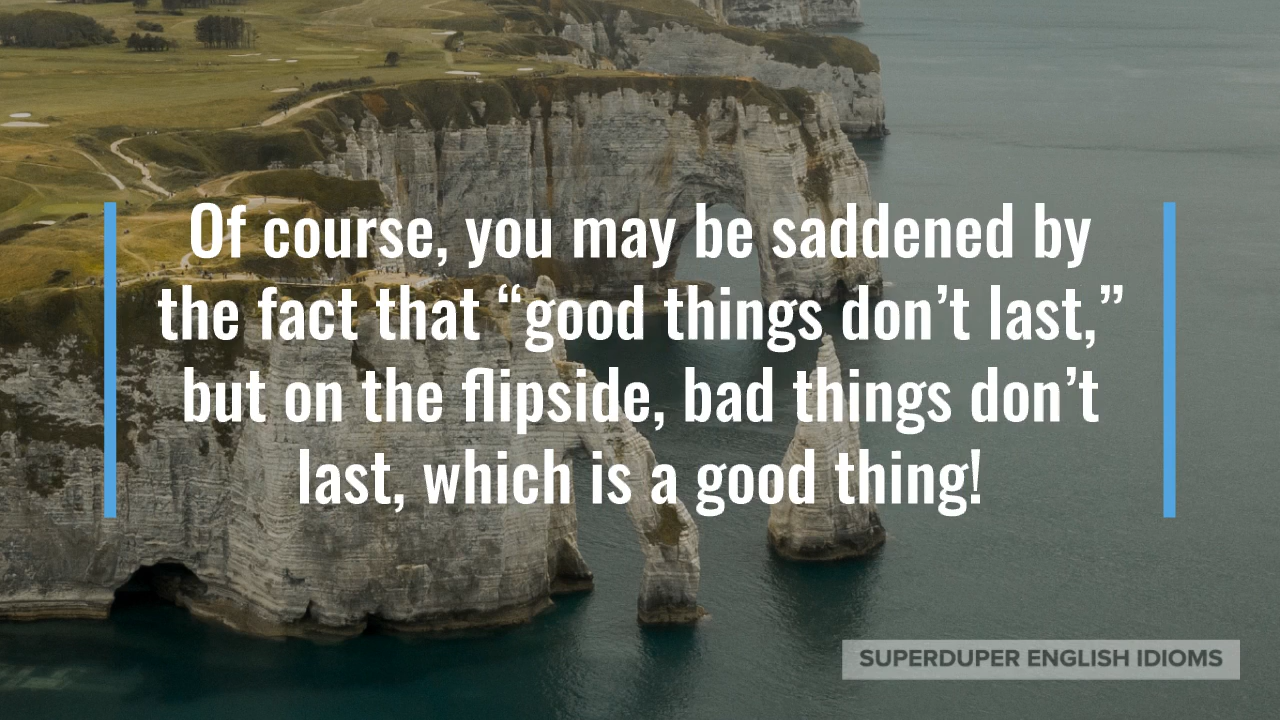 Of course, you may be saddened by
the fact that “good things don’t last,”
but on the flipside, bad things don’t
last, which is a good thing!
SUPERDUPER ENGLISH IDIOMS